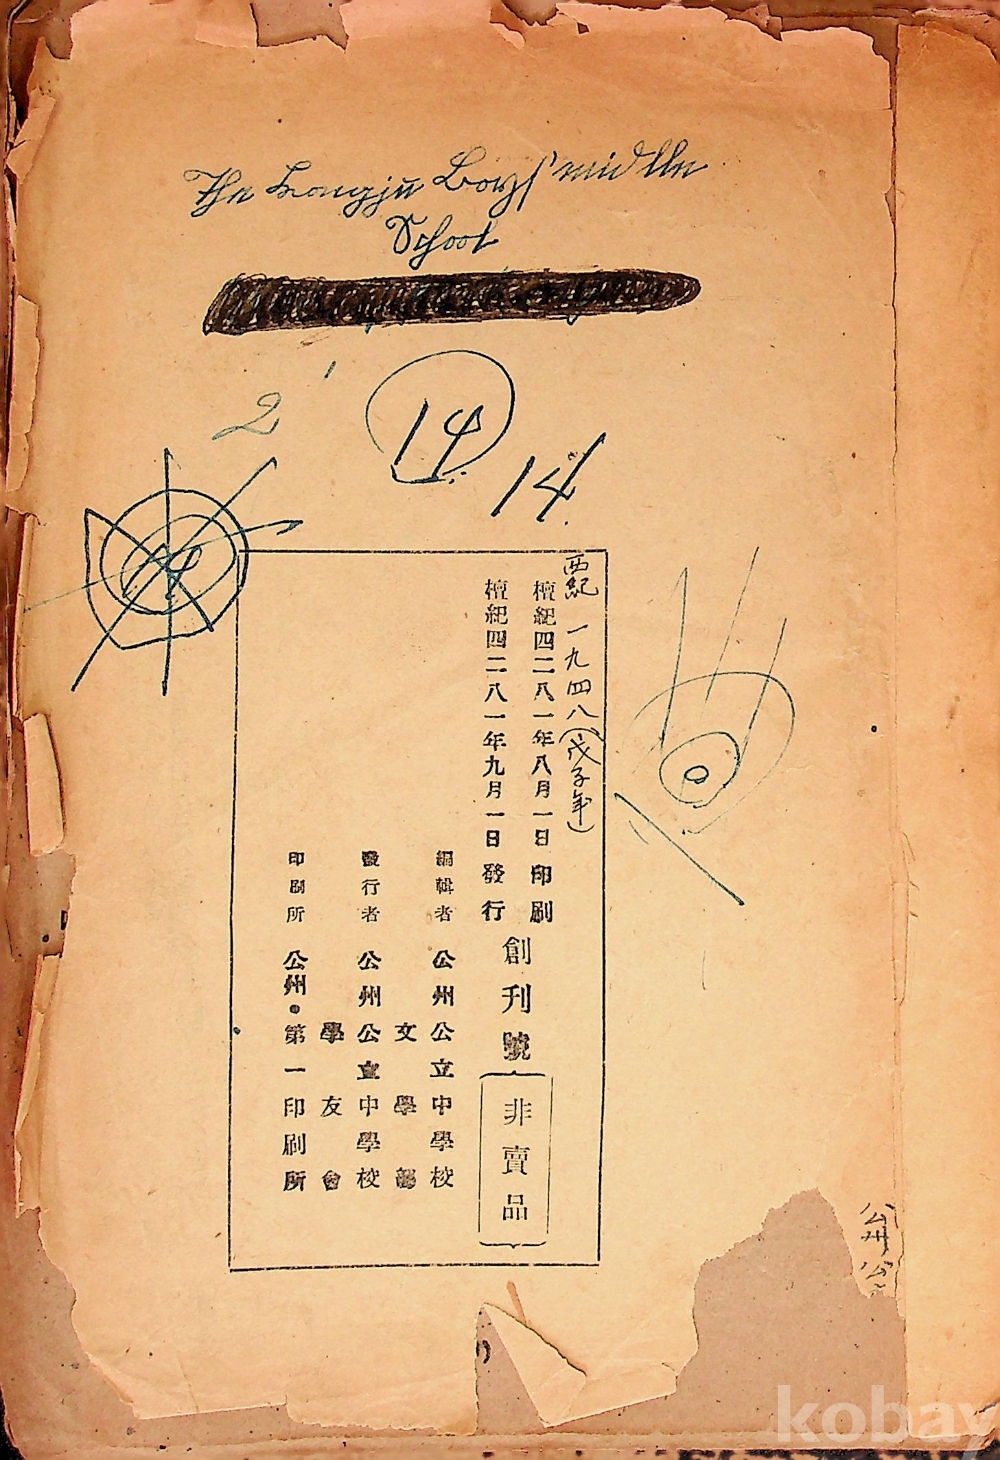 The Kongju Boys' middle
School
2
14
14
14
西紀 一九四八(戊子年)
檀紀四二八一年八月一日 印刷
檀紀四二八一年九月一日 發行
創刊號
非賣品
編輯者 公州公立中學校
文學部
發行者 公州公立中學校
學友會
印刷所 公州·第一印刷所
公州公
kobay